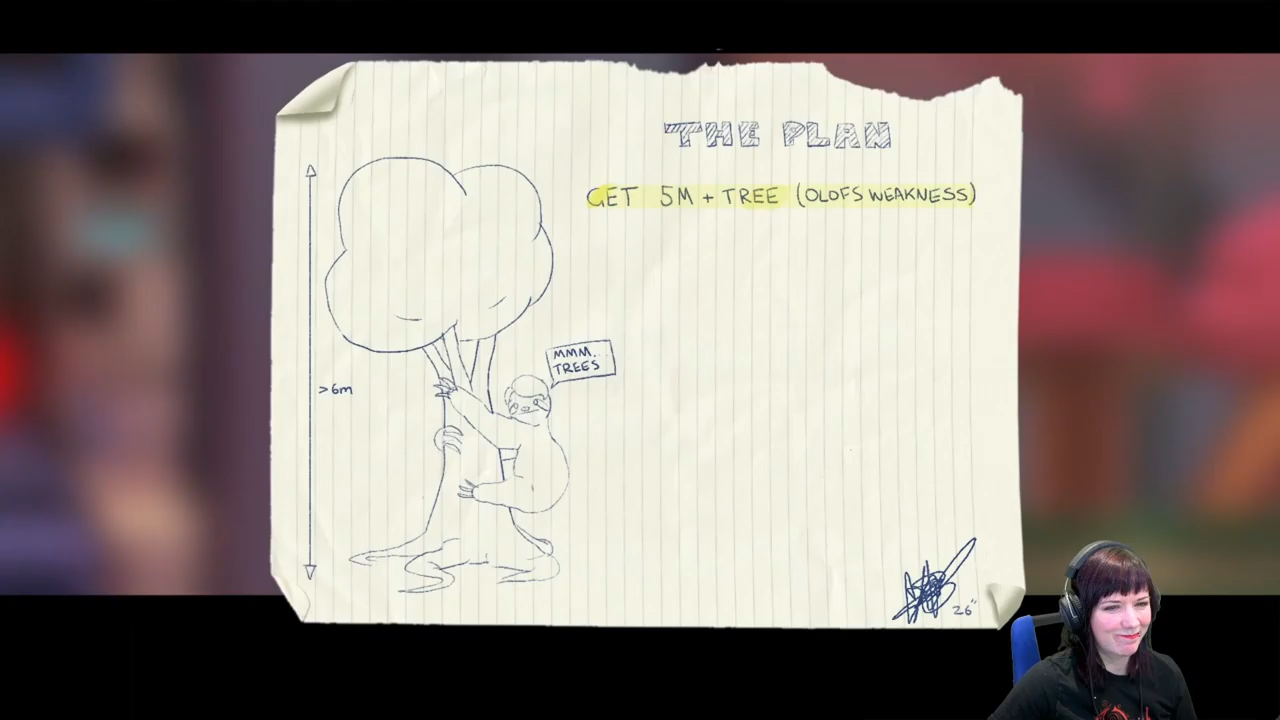 THE PLAN
GET 5M + TREE (OLOFS WEAKNESS)
MMM...
TREES
>6m
26"